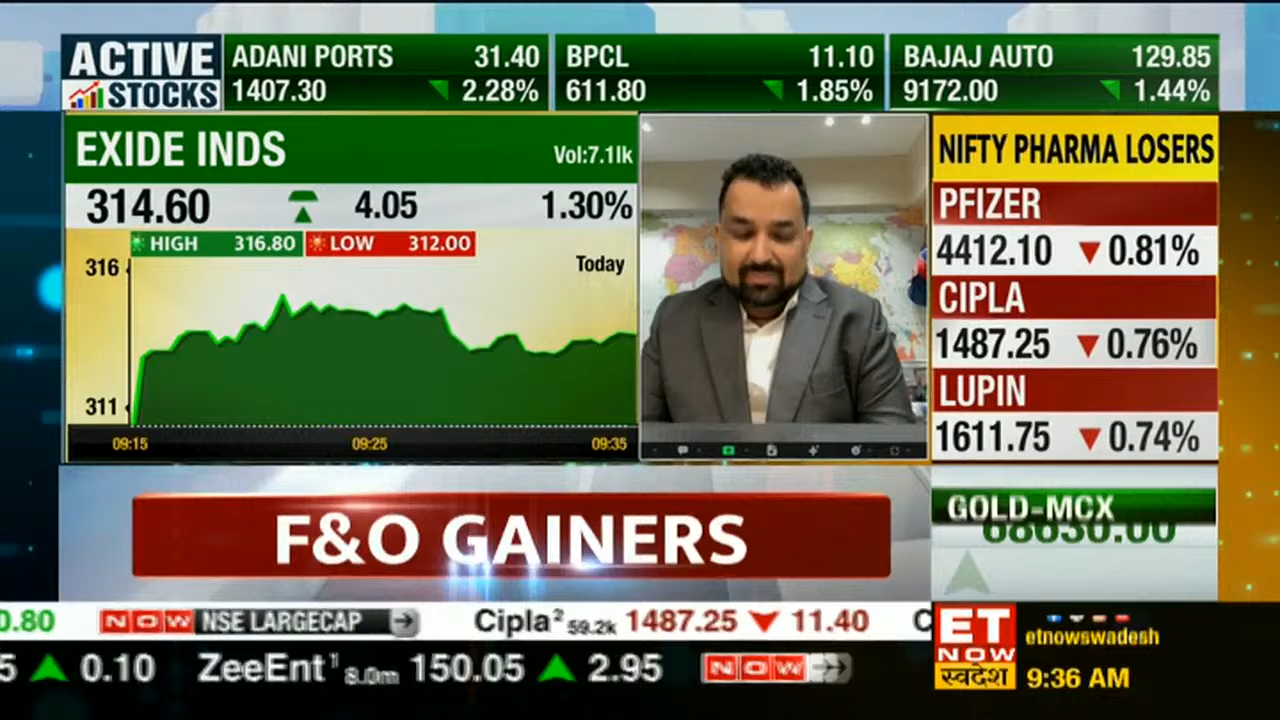 ACTIVE STOCKS
ADANI PORTS 31.40
1407.30 2.28%
BPCL 11.10
611.80 1.85%
BAJAJ AUTO 129.85
9172.00 1.44%
EXIDE INDS Vol:7.1lk
314.60 4.05 1.30%
HIGH 316.80 LOW 312.00
Today
316
311
09:15 09:25 09:35
NIFTY PHARMA LOSERS
PFIZER
4412.10 0.81%
CIPLA
1487.25 0.76%
LUPIN
1611.75 0.74%
F&O GAINERS
GOLD-MCX
0.80 NOW NSE LARGECAP Cipla² 59.2k 1487.25 11.40 C
5 0.10 ZeeEnt¹ 8.0m 150.05 2.95 NOW
ET
NOW
स्वदेश
etnowswadesh
9:36 AM